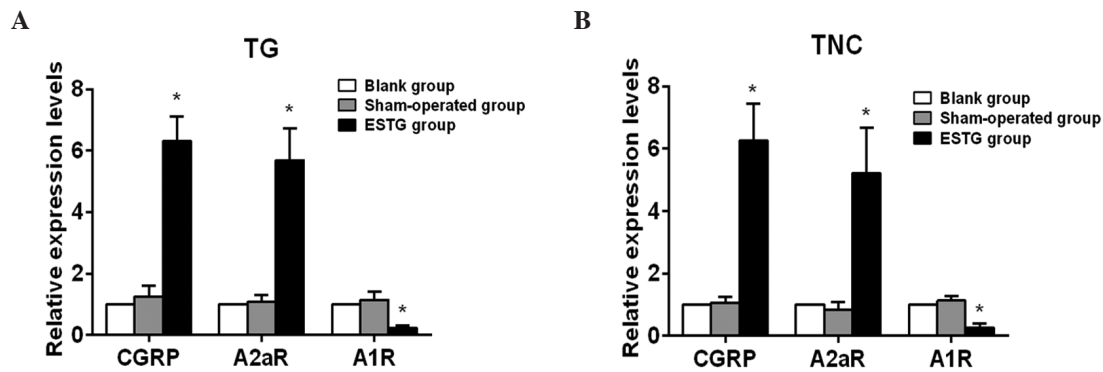 A
TG
Relative expression levels
8
6
4
2
0
Blank group
Sham-operated group
ESTG group
*
*
*
CGRP
A2aR
A1R
B
TNC
Relative expression levels
8
6
4
2
0
Blank group
Sham-operated group
ESTG group
*
*
*
CGRP
A2aR
A1R